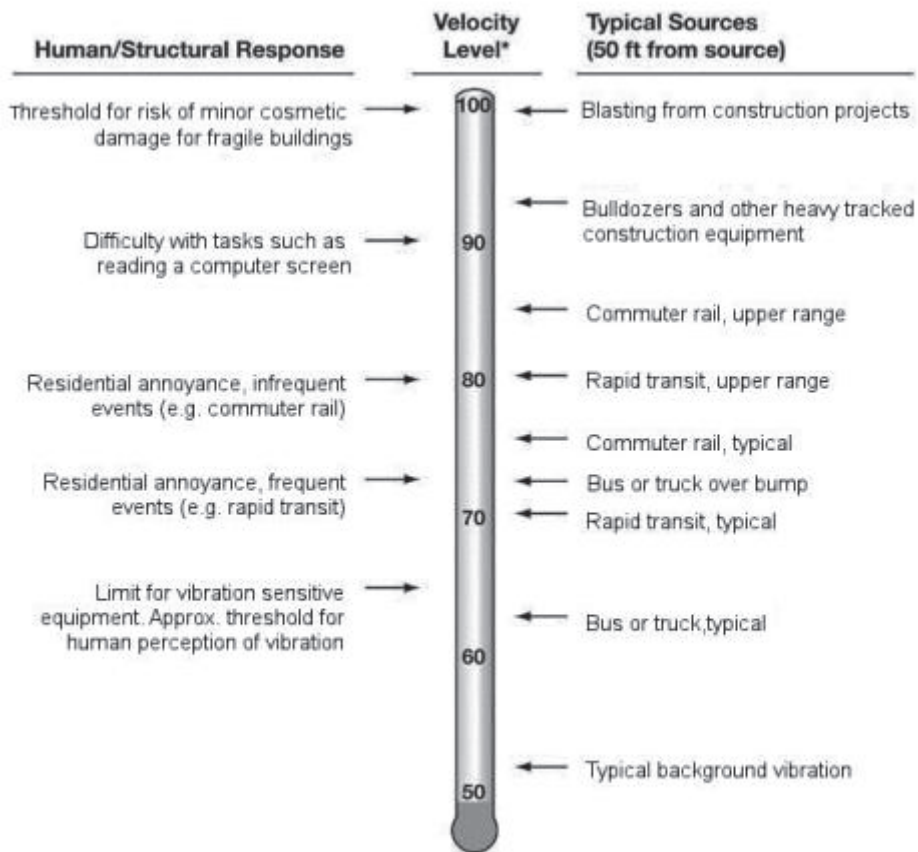 Human/Structural Response
Velocity
Level*
Typical Sources
(50 ft from source)
Threshold for risk of minor cosmetic
damage for fragile buildings
100
Blasting from construction projects
Bulldozers and other heavy tracked
construction equipment
Difficulty with tasks such as
reading a computer screen
90
Commuter rail, upper range
Residential annoyance, infrequent
events (e.g. commuter rail)
80
Rapid transit, upper range
Commuter rail, typical
Residential annoyance, frequent
events (e.g. rapid transit)
Bus or truck over bump
70
Rapid transit, typical
Limit for vibration sensitive
equipment. Approx. threshold for
human perception of vibration
Bus or truck,typical
60
Typical background vibration
50